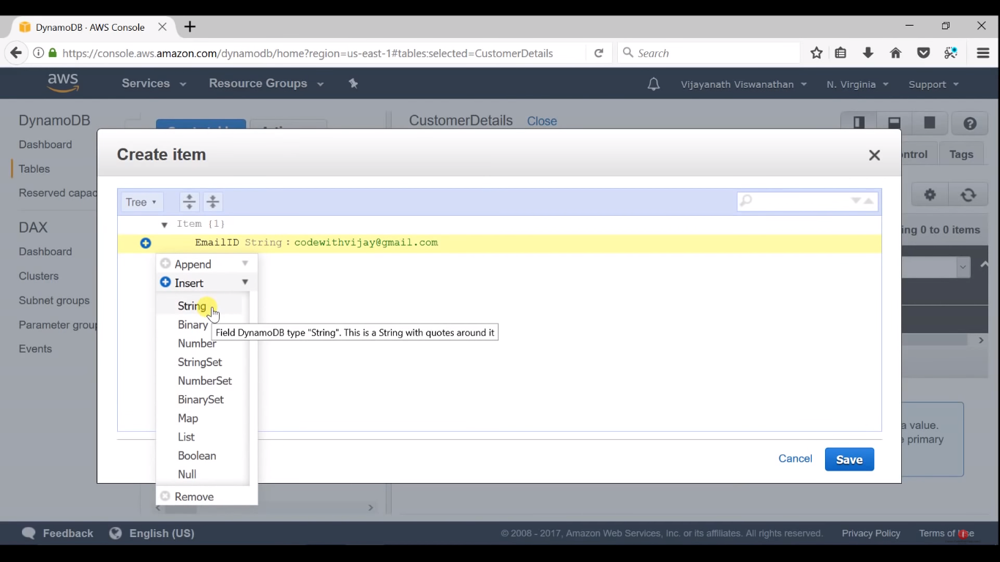 DynamoDB · AWS Console
https://console.aws.amazon.com/dynamodb/home?region=us-east-1#tables:selected=CustomerDetails
Search
aws
Services
Resource Groups
Vijayanath Viswanathan
N. Virginia
Support
DynamoDB
CustomerDetails
Close
Dashboard
Tables
Reserved capac
DAX
Dashboard
Clusters
Subnet groups
Parameter group
Events
ntrol
Tags
ing 0 to 0 items
a value.
primary
Create item
Tree
Item {1}
EmailID String : codewithvijay@gmail.com
Append
Insert
String
Binary
Field DynamoDB type "String". This is a String with quotes around it
Number
StringSet
NumberSet
BinarySet
Map
List
Boolean
Null
Remove
Cancel
Save
Feedback
English (US)
© 2008 - 2017, Amazon Web Services, Inc. or its affiliates. All rights reserved.
Privacy Policy
Terms of Use